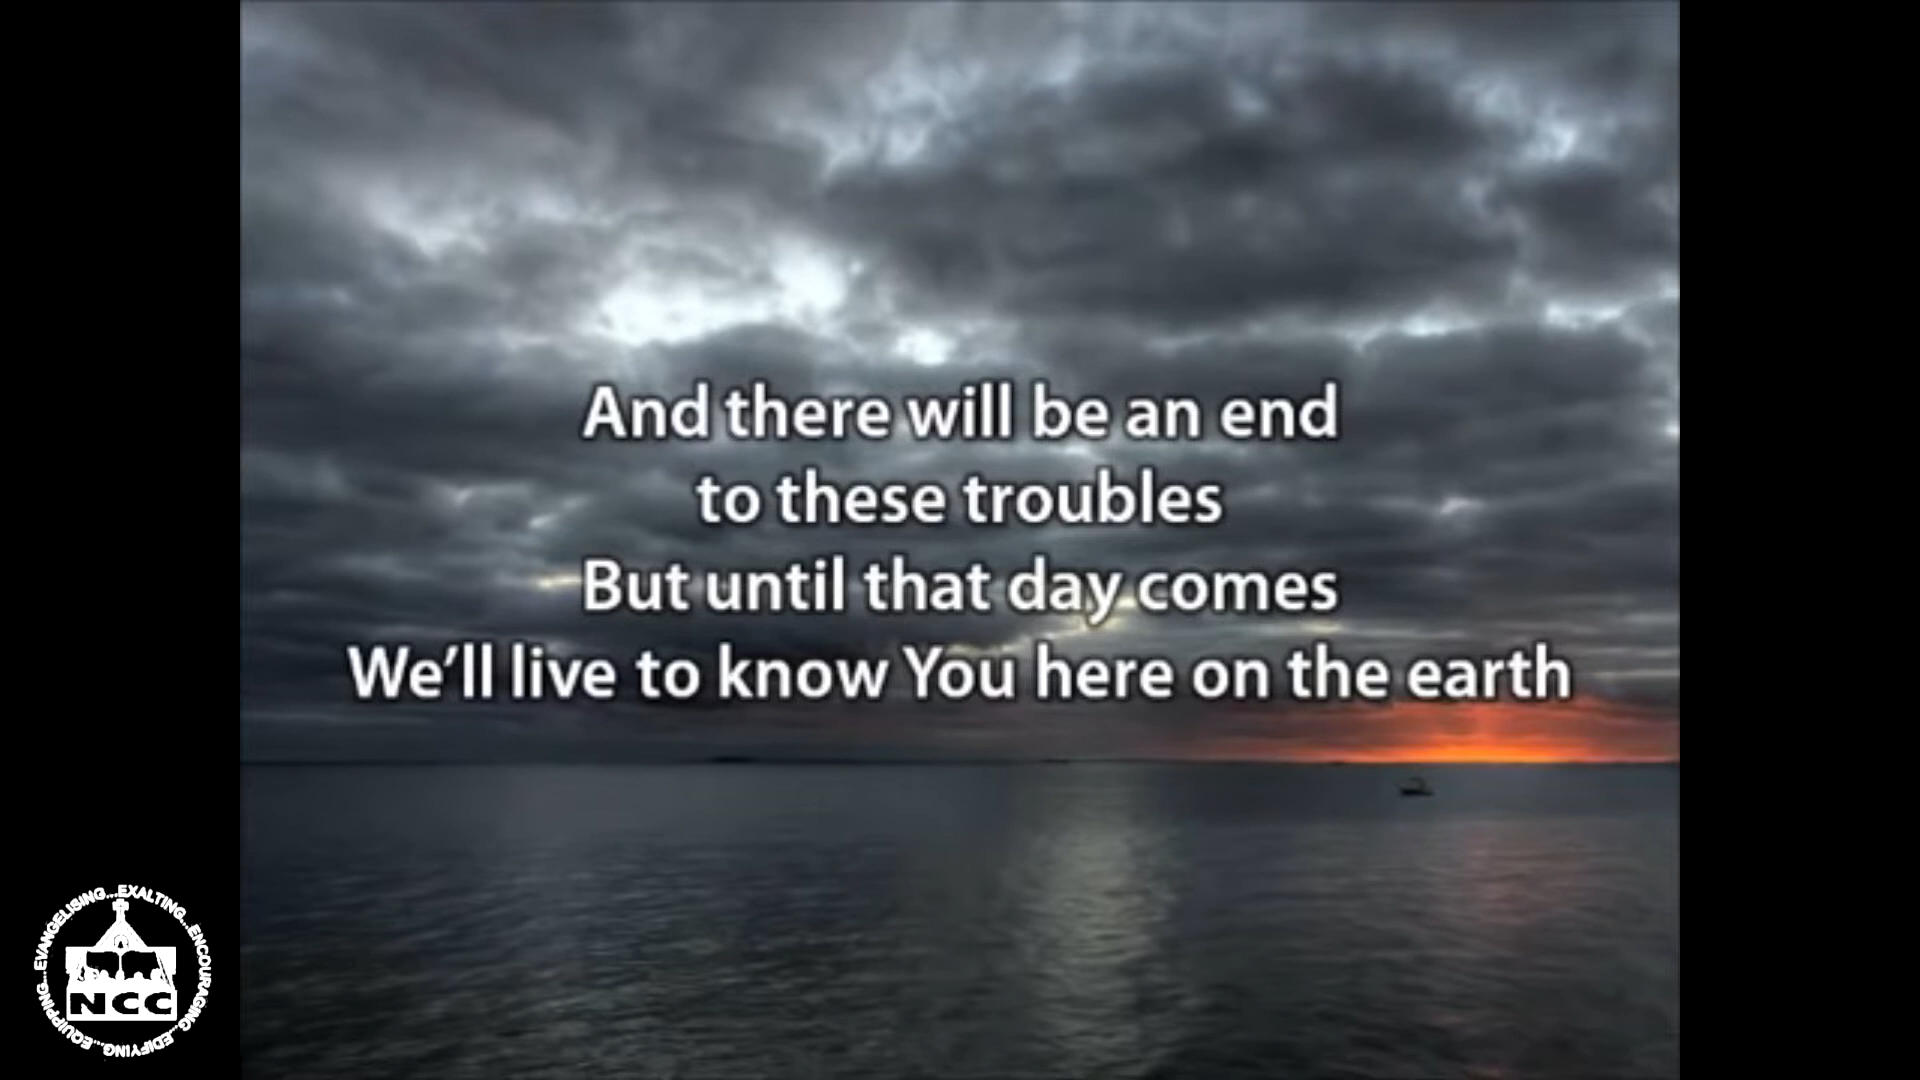 And there will be an end
to these troubles
But until that day comes
We'll live to know You here on the earth
EVANGELISING...EXALTING...ENCOURAGING...EDIFYING...EQUIPPING...
NCC